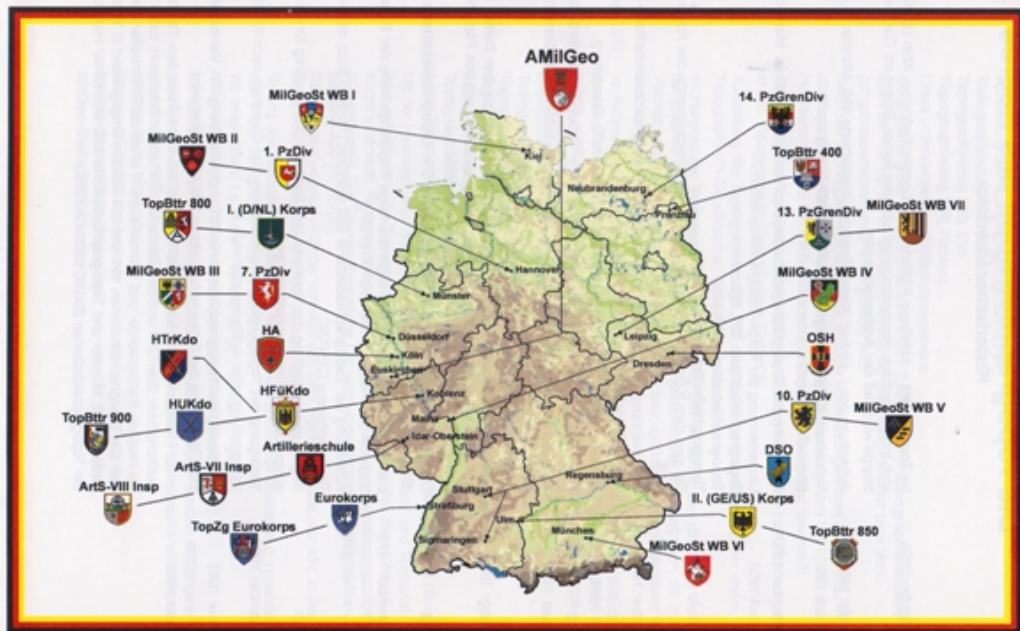 AMilGeo
MilGeoSt WB I
14. PzGrenDiv
MilGeoSt WB II
1. PzDiv
TopBttr 400
Kiel
Neubrandenburg
Prenzlau
TopBttr 800
I. (D/NL) Korps
13. PzGrenDiv
MilGeoSt WB VII
MilGeoSt WB III
7. PzDiv
Hannover
MilGeoSt WB IV
Münster
HTrKdo
HA
Düsseldorf
Leipzig
OSH
Köln
Dresden
Euskirchen
TopBttr 900
HUKdo
HFüKdo
Koblenz
10. PzDiv
MilGeoSt WB V
Mainz
Idar-Oberstein
Artillerieschule
ArtS-VII Insp
DSO
ArtS-VIII Insp
Regensburg
Eurokorps
Stuttgart
II. (GE/US) Korps
Straßburg
TopZg Eurokorps
Ulm
München
TopBttr 850
Sigmaringen
MilGeoSt WB VI